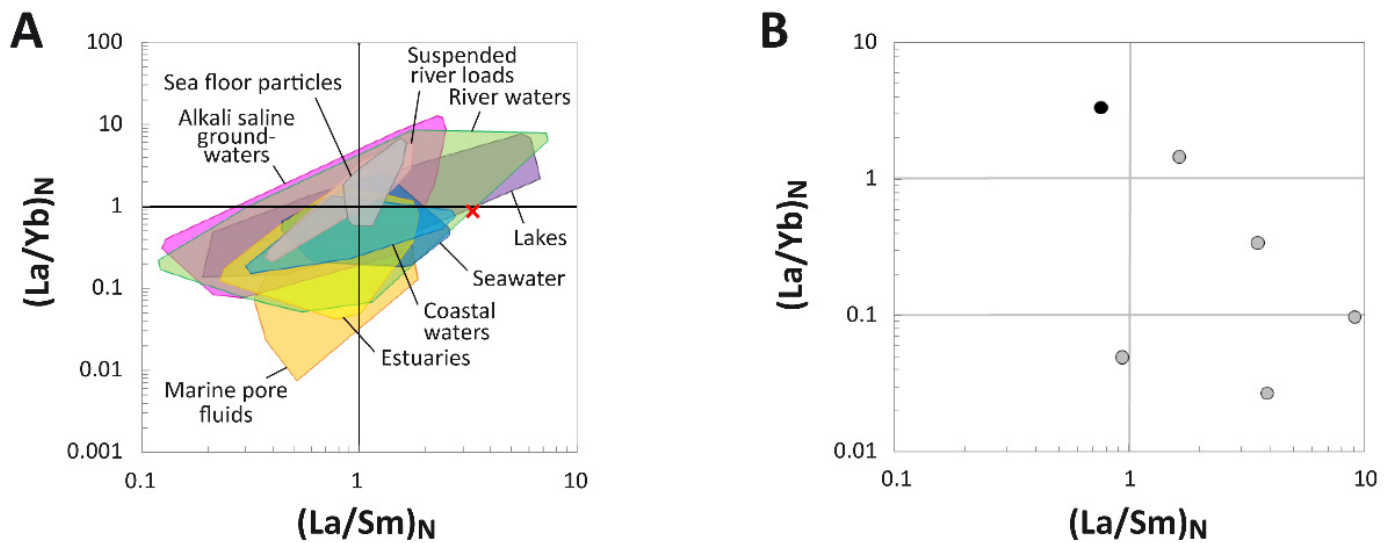 A
100
10
1
0.1
0.01
0.001
(La/Yb)N
Sea floor particles
Suspended
river loads
River waters
Alkali saline
ground-
waters
Lakes
Seawater
Coastal
waters
Estuaries
Marine pore
fluids
0.1
1
10
(La/Sm)N
B
10
1
0.1
0.01
(La/Yb)N
0.1
1
10
(La/Sm)N